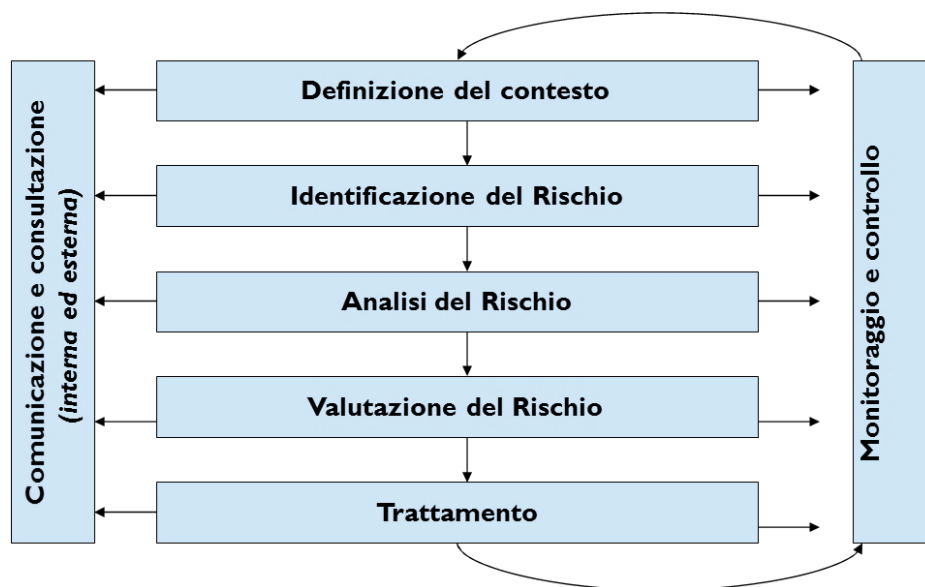 Comunicazione e consultazione
(interna ed esterna)
Definizione del contesto
Identificazione del Rischio
Analisi del Rischio
Valutazione del Rischio
Trattamento
Monitoraggio e controllo